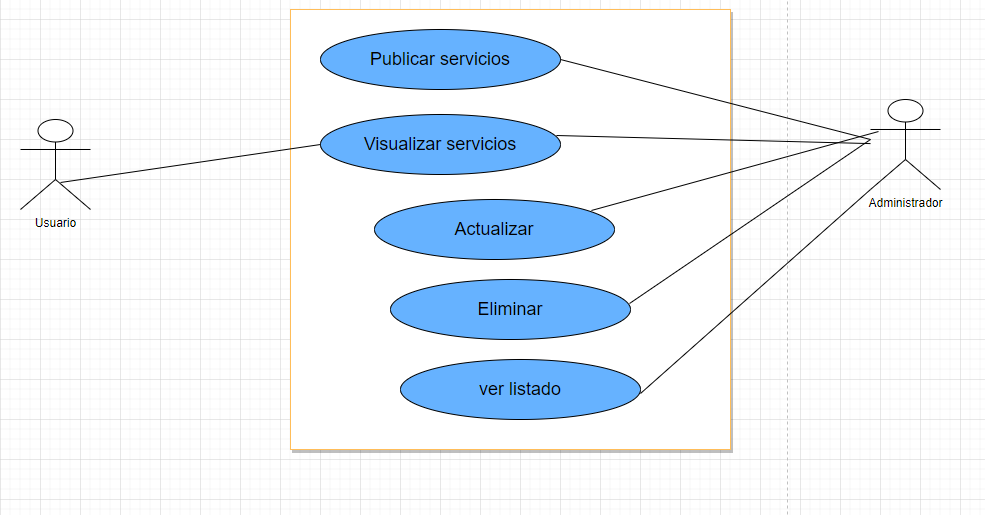 Publicar servicios
Visualizar servicios
Usuario
Actualizar
Administrador
Eliminar
ver listado